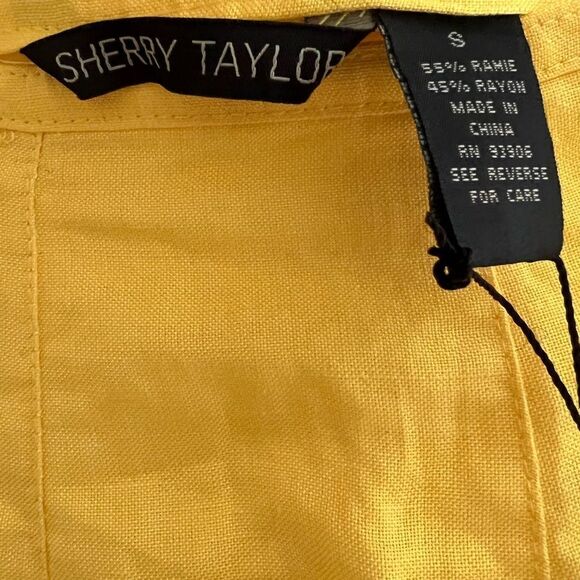 SHERRY TAYLOR
S
55% RAMIE
45% RAYON
MADE IN
CHINA
RN 93906
SEE REVERSE
FOR CARE